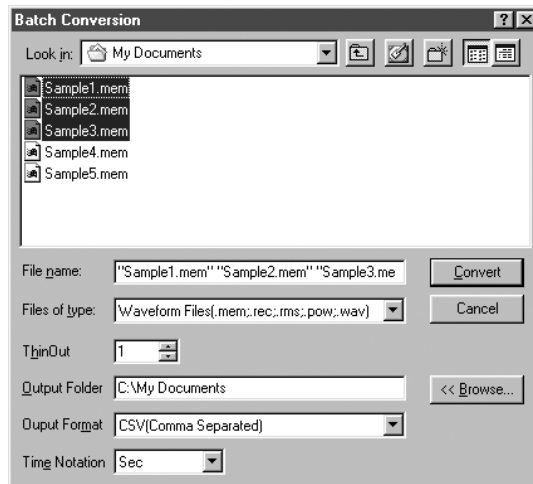 Batch Conversion
Look in: My Documents
Sample1.mem
Sample2.mem
Sample3.mem
Sample4.mem
Sample5.mem
File name: "Sample1.mem" "Sample2.mem" "Sample3.me Convert
Files of type: Waveform Files(.mem;.rec;.rms;.pow;.wav) Cancel
ThinOut 1
Output Folder C:\My Documents << Browse...
Ouput Format CSV(Comma Separated)
Time Notation Sec